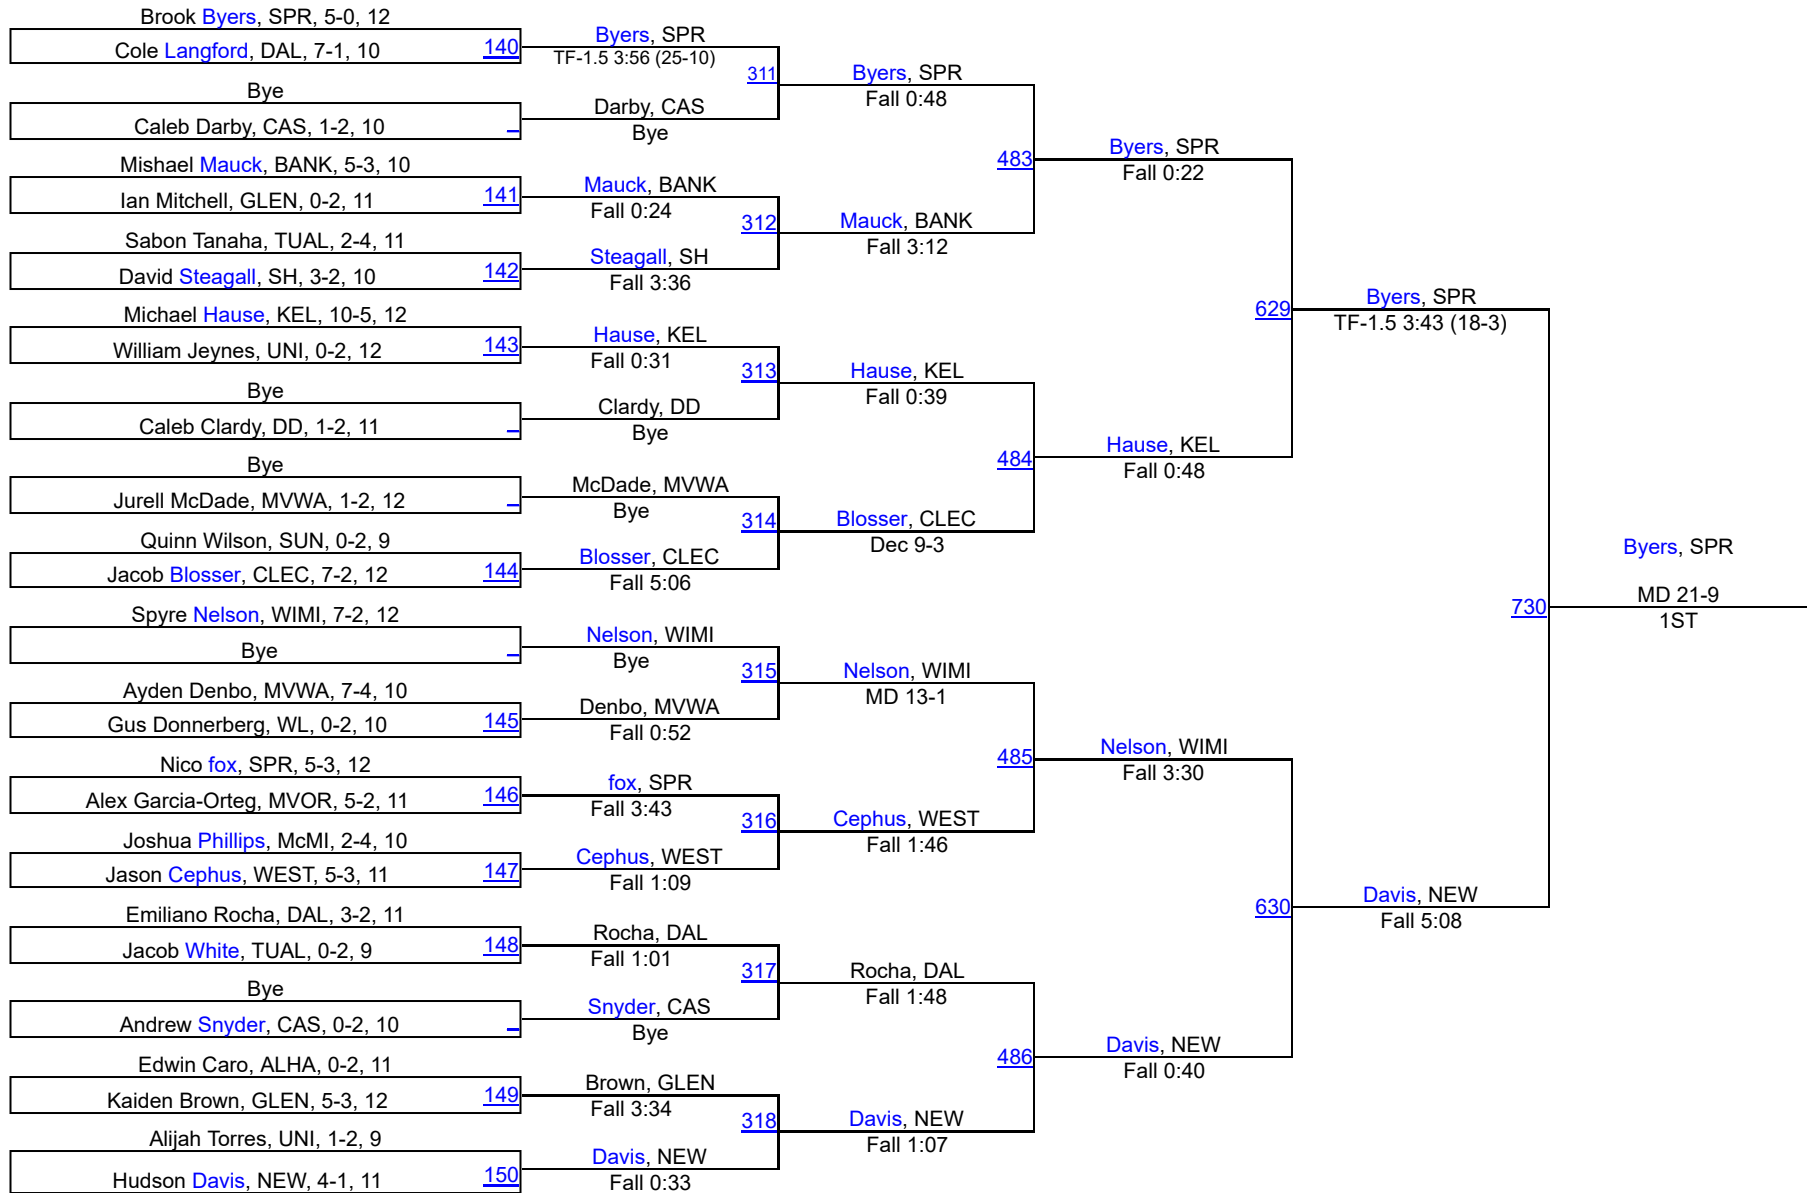 Brook Byers, SPR, 5-0, 12
Cole Langford, DAL, 7-1, 10
140
Bye
Caleb Darby, CAS, 1-2, 10
Mishael Mauck, BANK, 5-3, 10
Ian Mitchell, GLEN, 0-2, 11
141
Sabon Tanaha, TUAL, 2-4, 11
David Steagall, SH, 3-2, 10
142
Michael Hause, KEL, 10-5, 12
William Jeynes, UNI, 0-2, 12
143
Bye
Caleb Clardy, DD, 1-2, 11
Bye
Jurell McDade, MVWA, 1-2, 12
Quinn Wilson, SUN, 0-2, 9
Jacob Blosser, CLEC, 7-2, 12
144
Spyre Nelson, WIMI, 7-2, 12
Bye
Ayden Denbo, MVWA, 7-4, 10
Gus Donnerberg, WL, 0-2, 10
145
Nico fox, SPR, 5-3, 12
Alex Garcia-Orteg, MVOR, 5-2, 11
146
Joshua Phillips, McMI, 2-4, 10
Jason Cephus, WEST, 5-3, 11
147
Emiliano Rocha, DAL, 3-2, 11
Jacob White, TUAL, 0-2, 9
148
Bye
Andrew Snyder, CAS, 0-2, 10
Edwin Caro, ALHA, 0-2, 11
Kaiden Brown, GLEN, 5-3, 12
149
Alijah Torres, UNI, 1-2, 9
Hudson Davis, NEW, 4-1, 11
150
Byers, SPR
TF-1.5 3:56 (25-10)
311
Darby, CAS
Bye
Mauck, BANK
Fall 0:24
312
Steagall, SH
Fall 3:36
Hause, KEL
Fall 0:31
313
Clardy, DD
Bye
McDade, MVWA
Bye
314
Blosser, CLEC
Fall 5:06
Nelson, WIMI
Bye
315
Denbo, MVWA
Fall 0:52
fox, SPR
Fall 3:43
316
Cephus, WEST
Fall 1:09
Rocha, DAL
Fall 1:01
317
Snyder, CAS
Bye
Brown, GLEN
Fall 3:34
318
Davis, NEW
Fall 0:33
Byers, SPR
Fall 0:48
483
Mauck, BANK
Fall 3:12
Hause, KEL
Fall 0:39
484
Blosser, CLEC
Dec 9-3
Nelson, WIMI
MD 13-1
485
Cephus, WEST
Fall 1:46
Rocha, DAL
Fall 1:48
486
Davis, NEW
Fall 1:07
Byers, SPR
Fall 0:22
629
Hause, KEL
Fall 0:48
Nelson, WIMI
Fall 3:30
630
Davis, NEW
Fall 0:40
Byers, SPR
TF-1.5 3:43 (18-3)
730
Davis, NEW
Fall 5:08
Byers, SPR
MD 21-9
1ST